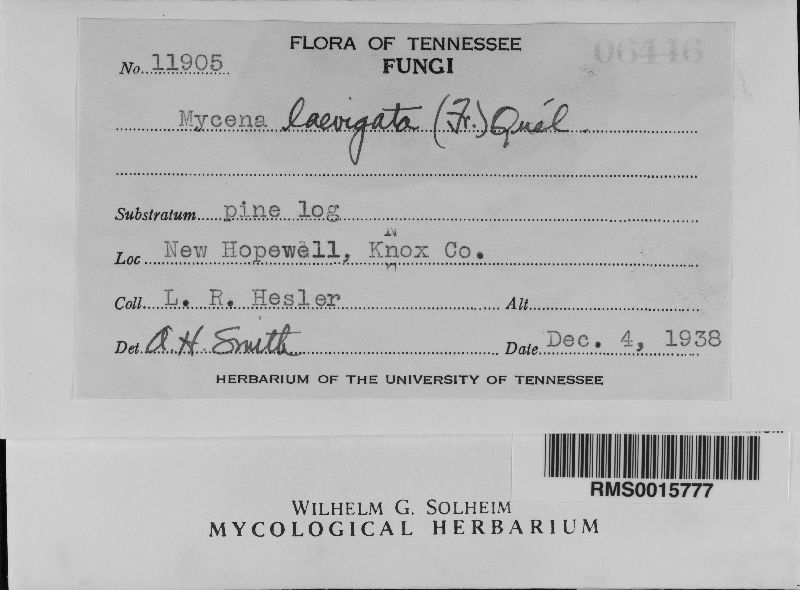 FLORA OF TENNESSEE
06446
No. 11905
FUNGI
Mycena laevigata (Fr.) Quél.
Substratum pine log
Loc New Hopewell, Knox Co.
Coll. L. R. Hesler Alt.
Det. A. H. Smith Date Dec. 4, 1938
HERBARIUM OF THE UNIVERSITY OF TENNESSEE
RMS0015777
WILHELM G. SOLHEIM
MYCOLOGICAL HERBARIUM